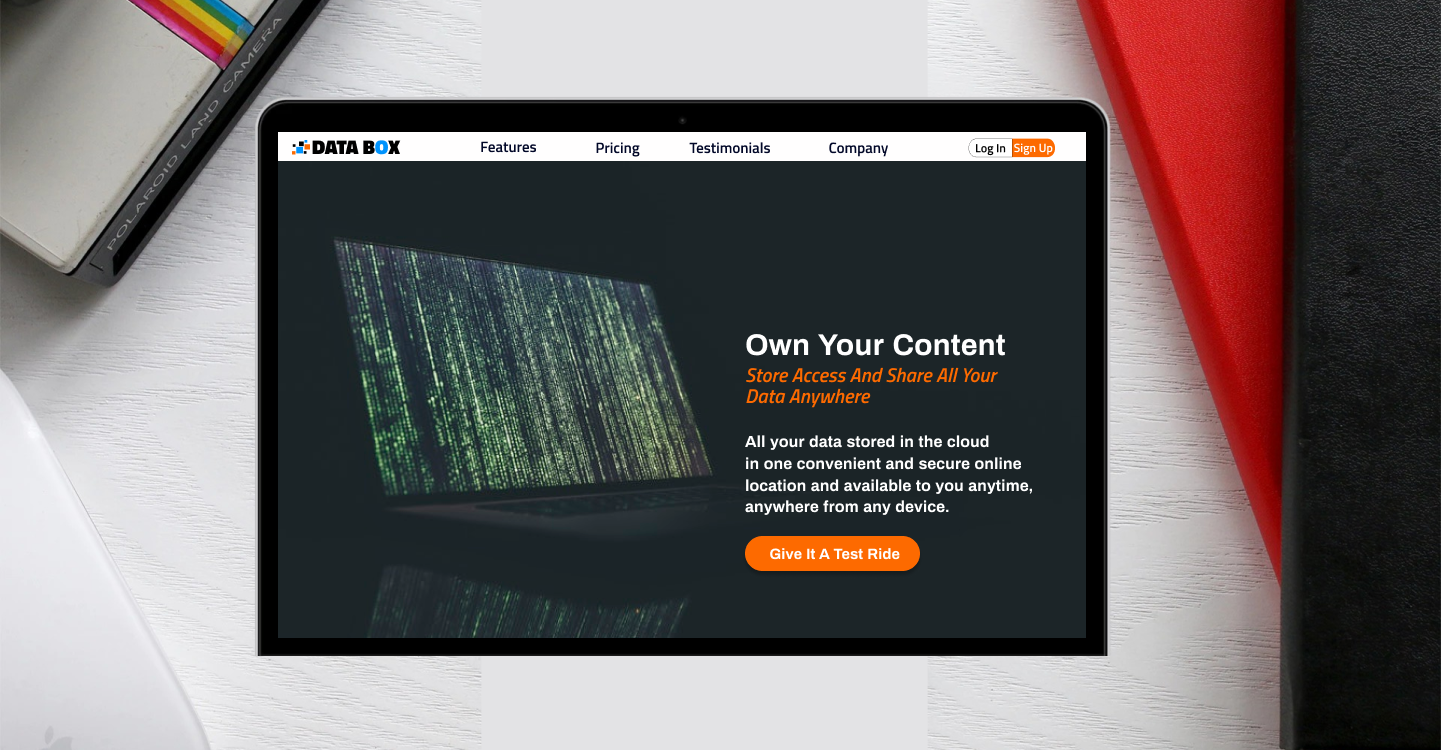 POLAROID LAND CAMERA
DATA BOX
Features
Pricing
Testimonials
Company
Log In
Sign Up
Own Your Content
Store Access And Share All Your
Data Anywhere
All your data stored in the cloud
in one convenient and secure online
location and available to you anytime,
anywhere from any device.
Give It A Test Ride